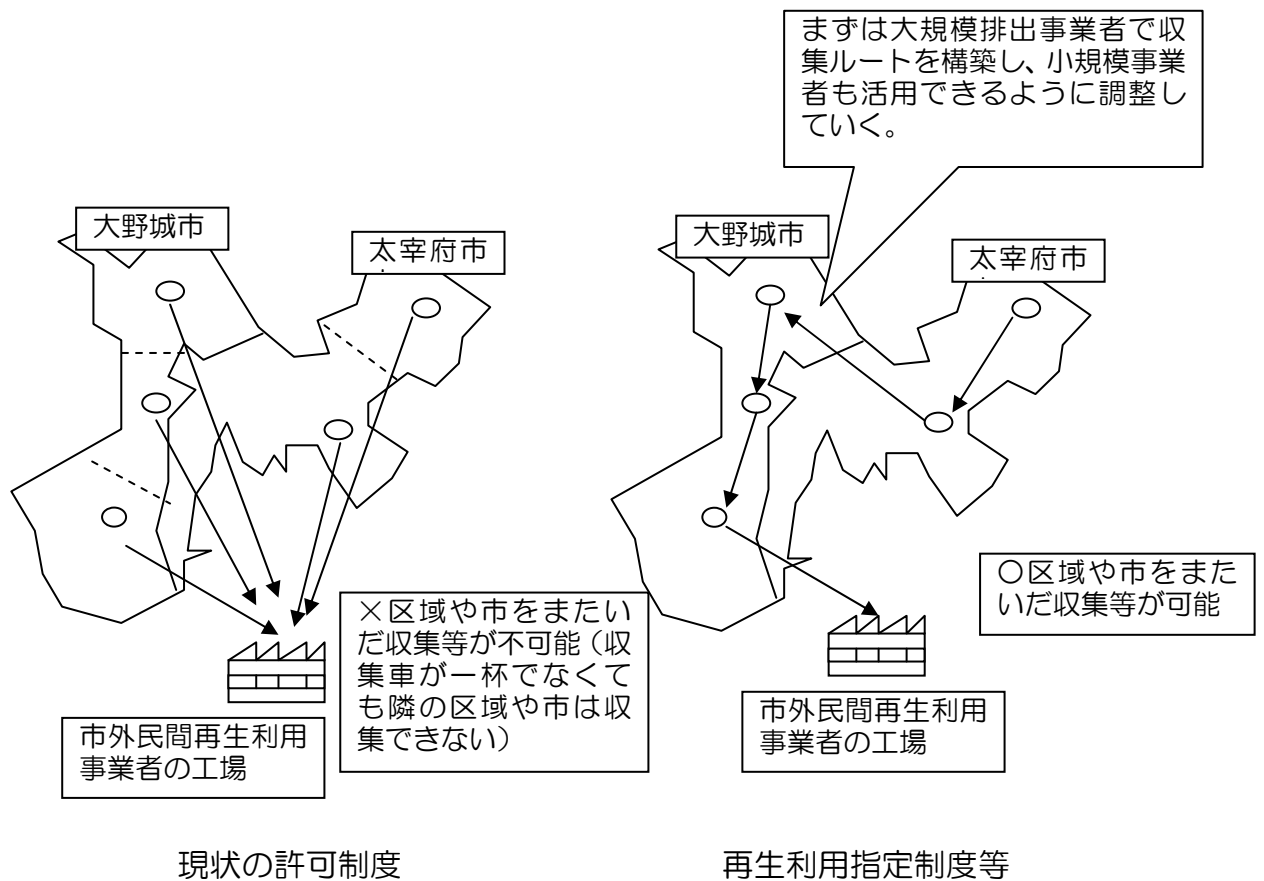 まずは大規模排出事業者で収
集ルートを構築し、小規模事業
者も活用できるように調整し
ていく。
大野城市
太宰府市
×区域や市をまたい
だ収集等が不可能（収
集車が一杯でなくて
も隣の区域や市は収
集できない）
市外民間再生利用
事業者の工場
現状の許可制度
大野城市
太宰府市
○区域や市をまた
いだ収集等が可能
市外民間再生利用
事業者の工場
再生利用指定制度等